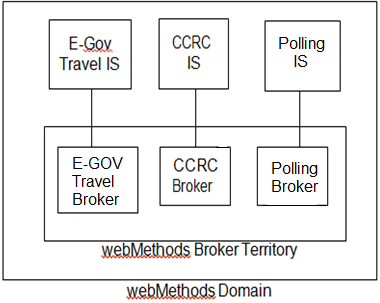 E-Gov
Travel IS
CCRC
IS
Polling
IS
E-GOV
Travel
Broker
CCRC
Broker
Polling
Broker
webMethods Broker Territory
webMethods Domain